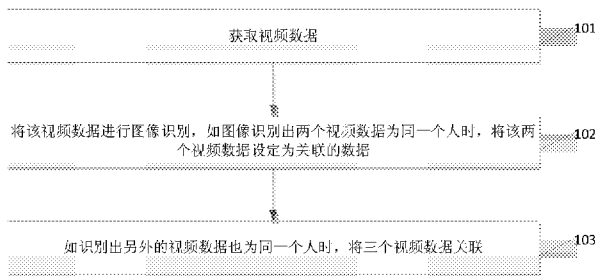 获取视频数据
101
将该视频数据进行图像识别，如图像识别出两个视频数据为同一个人时，将该两
个视频数据设定为关联的数据
102
如识别出另外的视频数据也为同一个人时，将三个视频数据关联
103